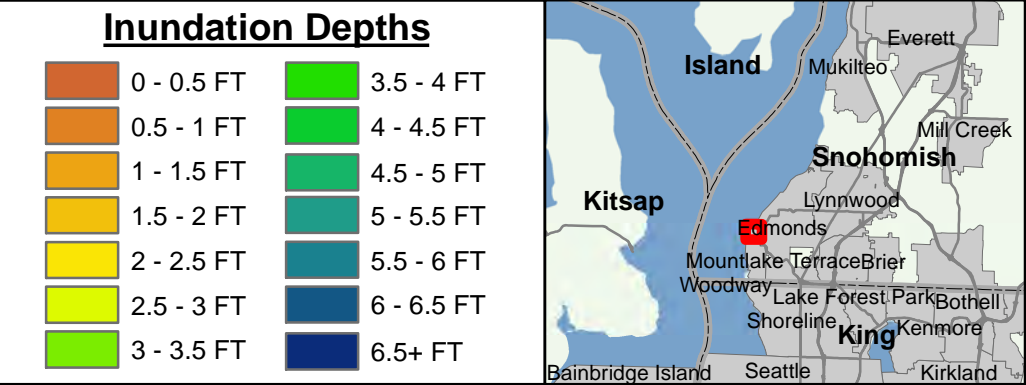 Inundation Depths
0 - 0.5 FT
0.5 - 1 FT
1 - 1.5 FT
1.5 - 2 FT
2 - 2.5 FT
2.5 - 3 FT
3 - 3.5 FT
3.5 - 4 FT
4 - 4.5 FT
4.5 - 5 FT
5 - 5.5 FT
5.5 - 6 FT
6 - 6.5 FT
6.5+ FT
Everett
Island
Mukilteo
Mill Creek
Snohomish
Kitsap
Lynnwood
Edmonds
Mountlake Terrace
Brier
Woodway
Lake Forest Park
Bothell
Shoreline
King
Kenmore
Bainbridge Island
Seattle
Kirkland